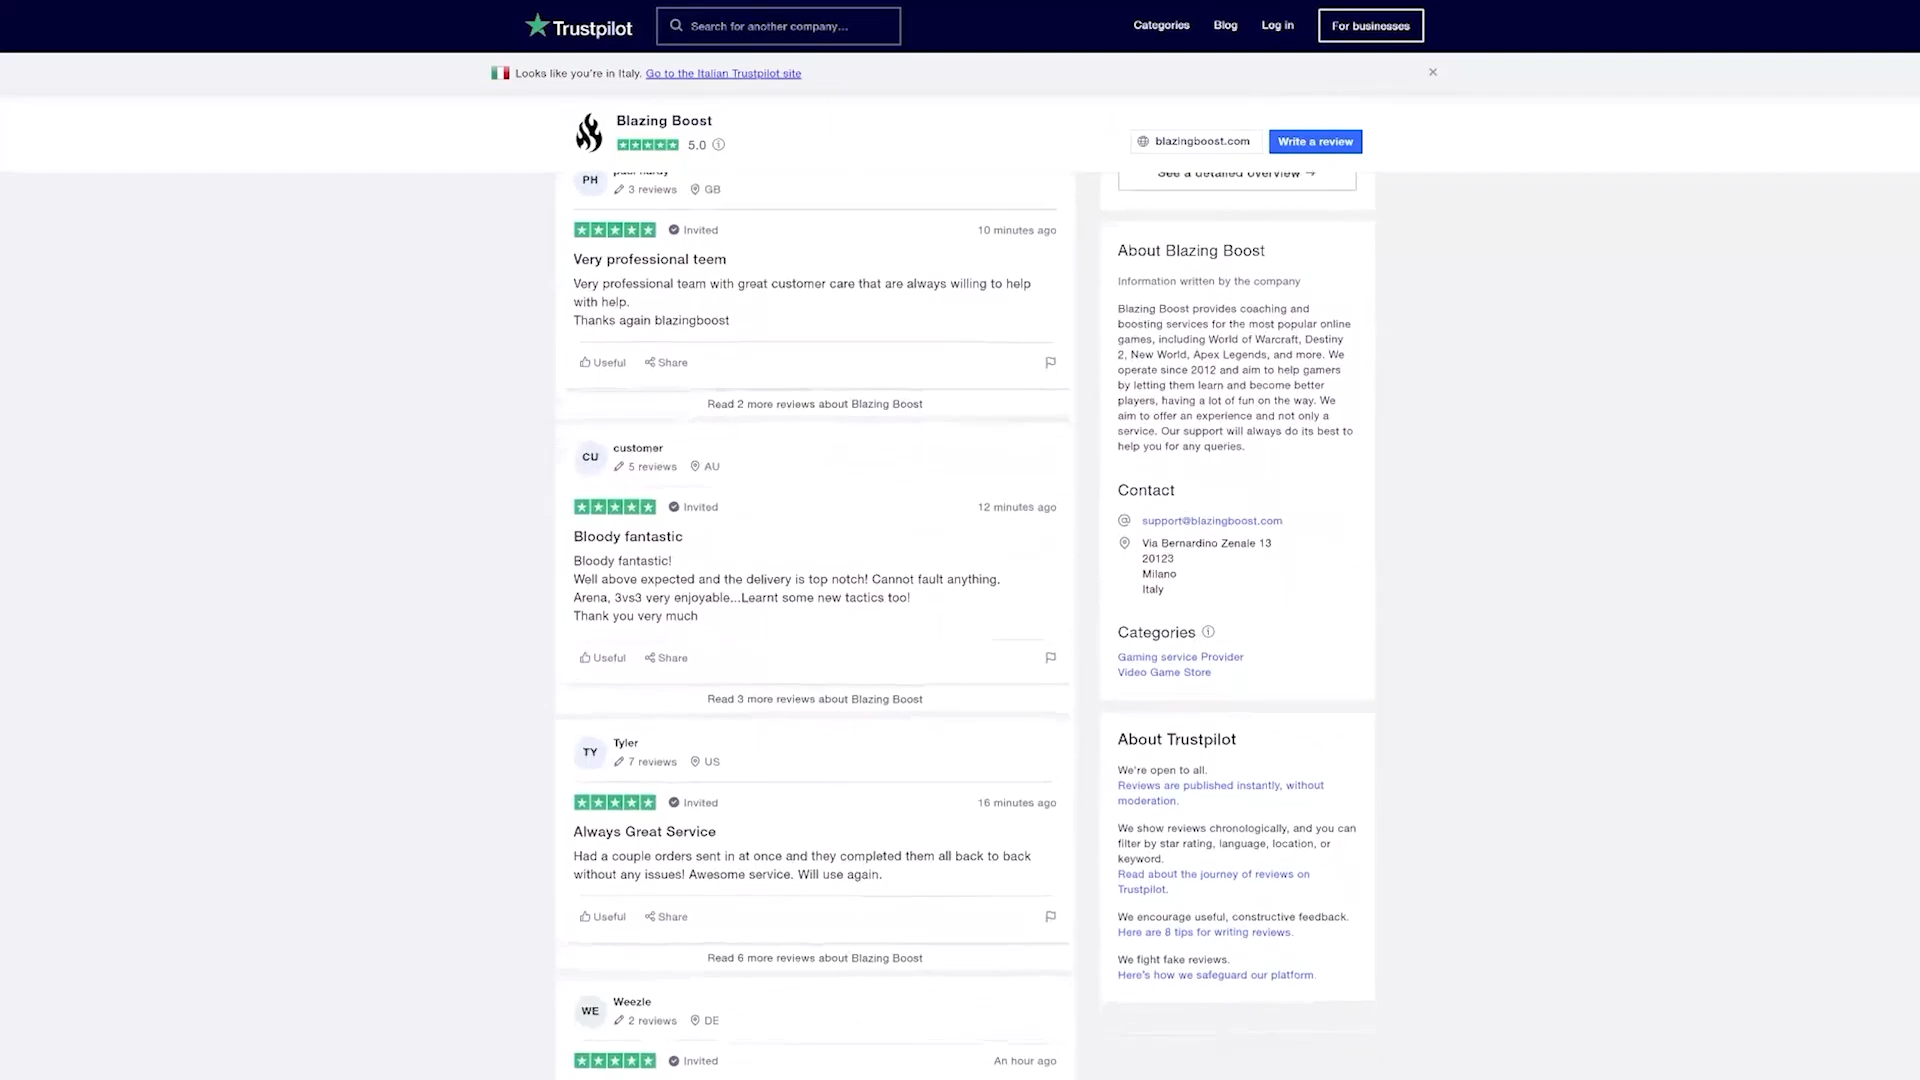 Trustpilot
Search for another company...
Categories
Blog
Log in
For businesses
Looks like you're in Italy. Go to the Italian Trustpilot site
Blazing Boost
5.0
blazingboost.com
Write a review
PH
3 reviews
GB
Invited
10 minutes ago
Very professional teem
Very professional team with great customer care that are always willing to help
with help.
Thanks again blazingboost
Useful
Share
Read 2 more reviews about Blazing Boost
CU
customer
5 reviews
AU
Invited
12 minutes ago
Bloody fantastic
Bloody fantastic!
Well above expected and the delivery is top notch! Cannot fault anything.
Arena, 3vs3 very enjoyable...Learnt some new tactics too!
Thank you very much
Useful
Share
Read 3 more reviews about Blazing Boost
TY
Tyler
7 reviews
US
Invited
16 minutes ago
Always Great Service
Had a couple orders sent in at once and they completed them all back to back
without any issues! Awesome service. Will use again.
Useful
Share
Read 6 more reviews about Blazing Boost
WE
Weezle
2 reviews
DE
Invited
An hour ago
See a detailed overview
About Blazing Boost
Information written by the company
Blazing Boost provides coaching and
boosting services for the most popular online
games, including World of Warcraft, Destiny
2, New World, Apex Legends, and more. We
operate since 2012 and aim to help gamers
by letting them learn and become better
players, having a lot of fun on the way. We
aim to offer an experience and not only a
service. Our support will always do its best to
help you for any queries.
Contact
support@blazingboost.com
Via Bernardino Zenale 13
20123
Milano
Italy
Categories
Gaming service Provider
Video Game Store
About Trustpilot
We're open to all.
Reviews are published instantly, without
moderation.
We show reviews chronologically, and you can
filter by star rating, language, location, or
keyword.
Read about the journey of reviews on
Trustpilot.
We encourage useful, constructive feedback.
Here are 8 tips for writing reviews.
We fight fake reviews.
Here's how we safeguard our platform.